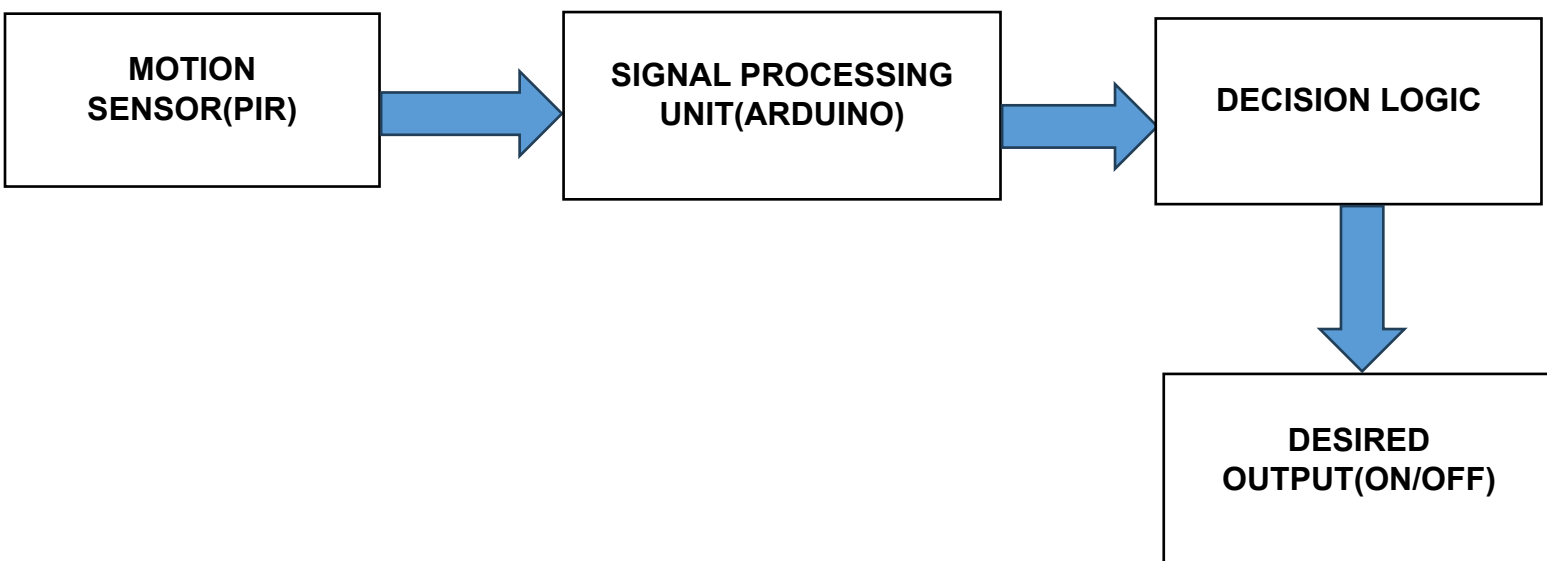 MOTION
SENSOR(PIR)
SIGNAL PROCESSING
UNIT(ARDUINO)
DECISION LOGIC
DESIRED
OUTPUT(ON/OFF)